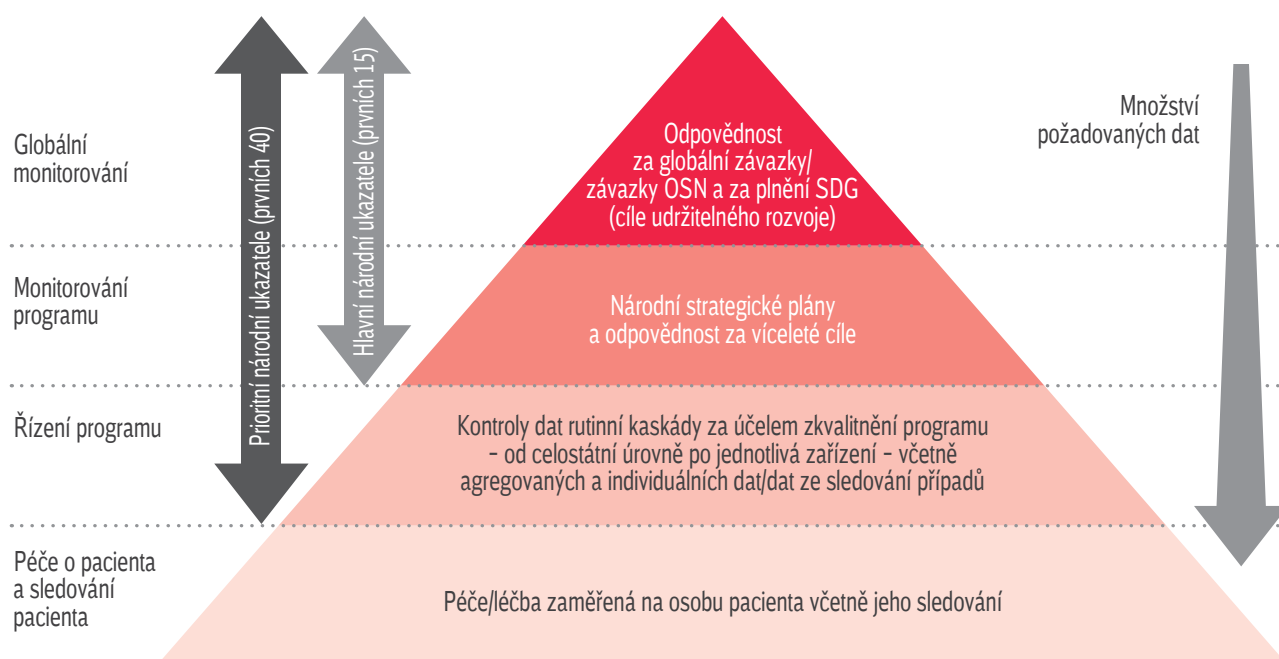 Globální
monitorování
Monitorování
programu
Řízení programu
Péče o pacienta
a sledování
pacienta
Prioritní národní ukazatele (prvních 40)
Hlavní národní ukazatele (prvních 15)
Odpovědnost
za globální závazky/
závazky OSN a za plnění SDG
(cíle udržitelného rozvoje)
Národní strategické plány
a odpovědnost za víceleté cíle
Kontroly dat rutinní kaskády za účelem zkvalitnění programu
– od celostátní úrovně po jednotlivá zařízení – včetně
agregovaných a individuálních dat/dat ze sledování případů
Péče/léčba zaměřená na osobu pacienta včetně jeho sledování
Množství
požadovaných dat